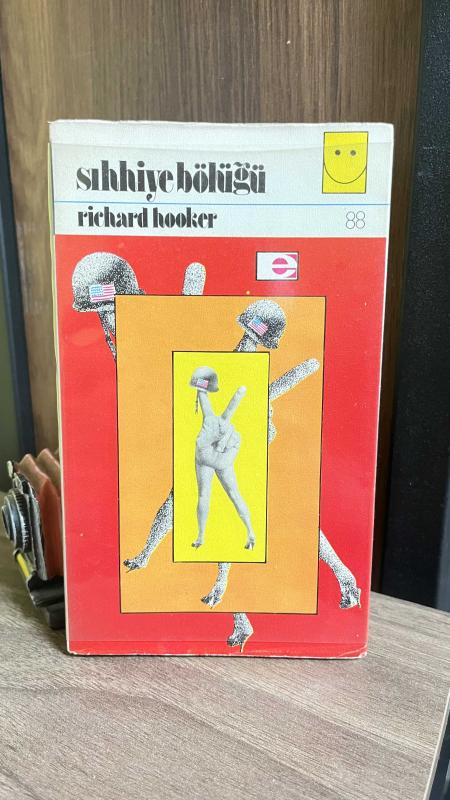 sıhhiye bölüğü
richard hooker
88
e